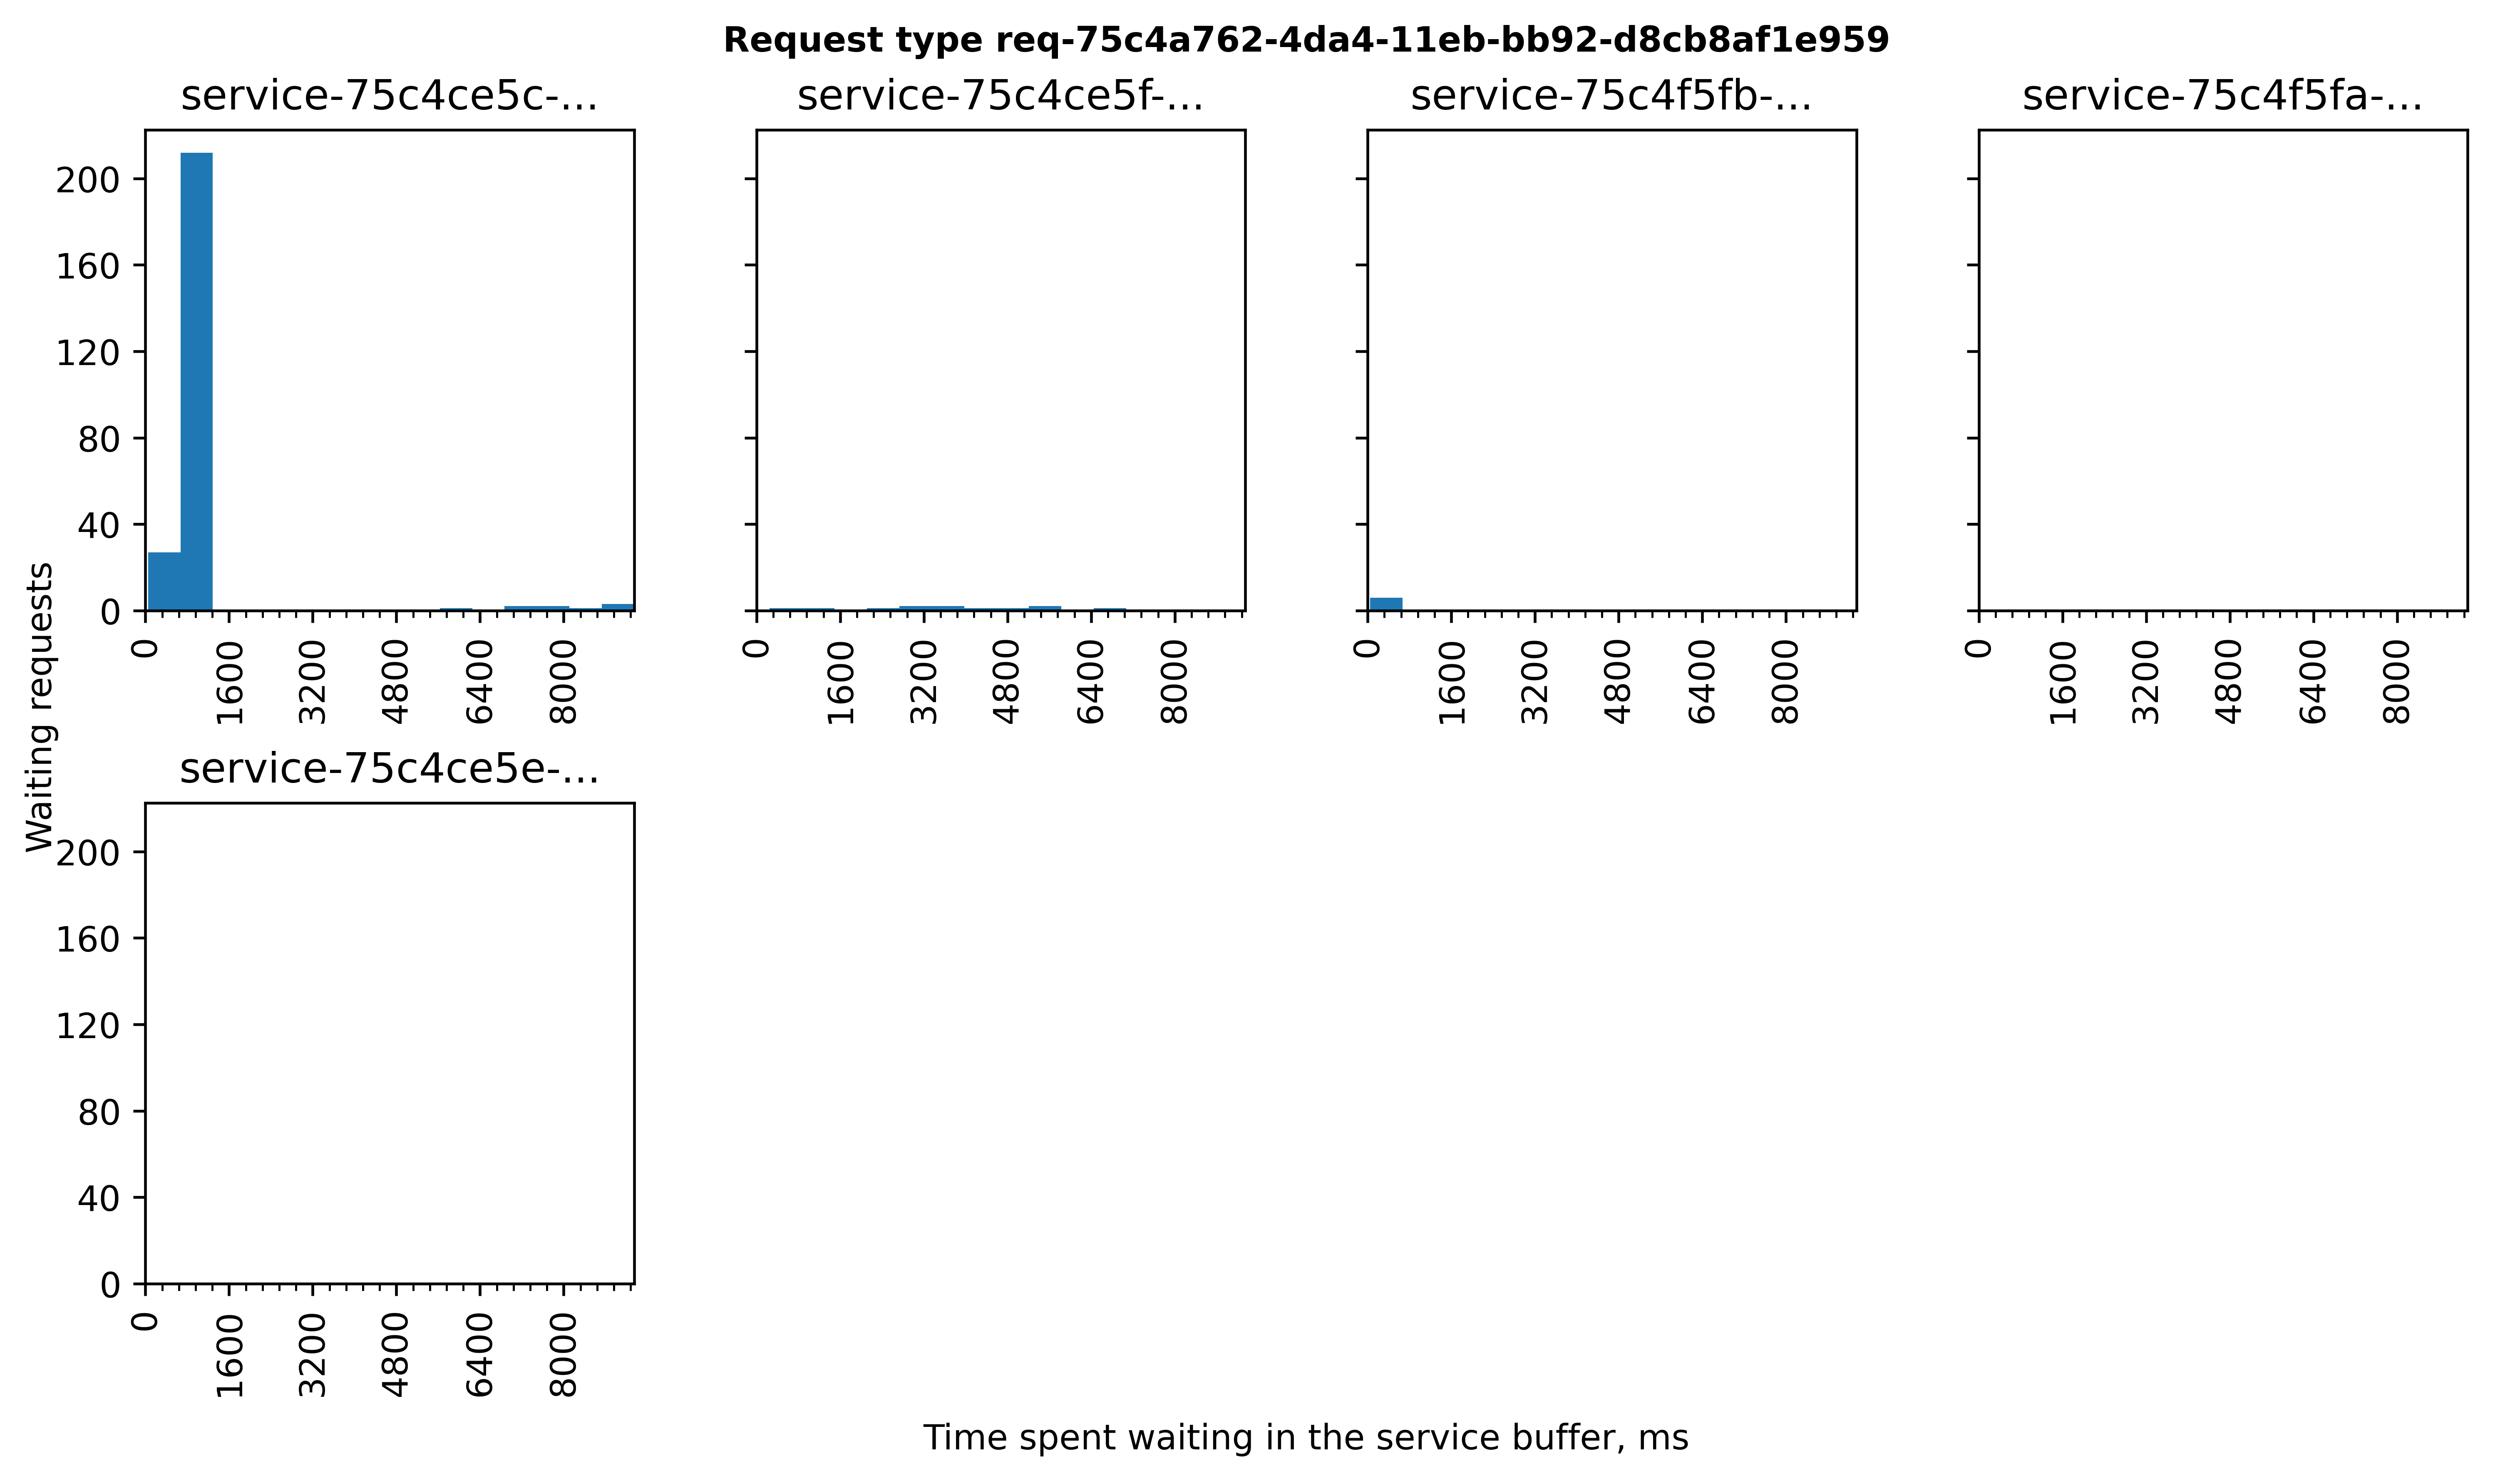 Request type req-75c4a762-4da4-11eb-bb92-d8cb8af1e959
service-75c4ce5c-...
service-75c4ce5f-...
service-75c4f5fb-...
service-75c4f5fa-...
200
160
120
80
40
0
0 1600 3200 4800 6400 8000
0 1600 3200 4800 6400 8000
0 1600 3200 4800 6400 8000
0 1600 3200 4800 6400 8000
Waiting requests
service-75c4ce5e-...
200
160
120
80
40
0
0 1600 3200 4800 6400 8000
Time spent waiting in the service buffer, ms